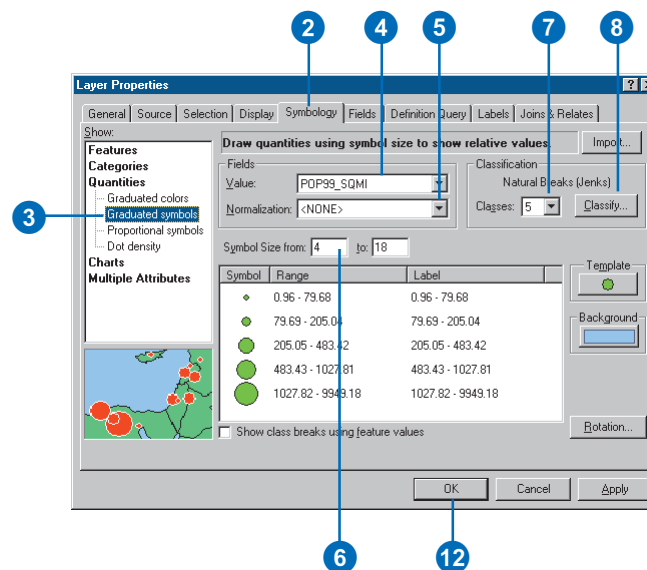 2
4
5
7
8
Layer Properties
General Source Selection Display Symbology Fields Definition Query Labels Joins & Relates
Show:
Features
Categories
Quantities
Graduated colors
Graduated symbols
Proportional symbols
Dot density
Charts
Multiple Attributes
3
Draw quantities using symbol size to show relative values.
Import...
Fields
Value: POP99_SQMI
Normalization: <NONE>
Classification
Natural Breaks (Jenks)
Classes: 5
Classify...
Symbol Size from: 4 to: 18
Symbol Range Label
0.96 - 79.68 0.96 - 79.68
79.69 - 205.04 79.69 - 205.04
205.05 - 483.42 205.05 - 483.42
483.43 - 1027.81 483.43 - 1027.81
1027.82 - 9949.18 1027.82 - 9949.18
Template
Background
Show class breaks using feature values
Rotation...
OK Cancel Apply
6
12